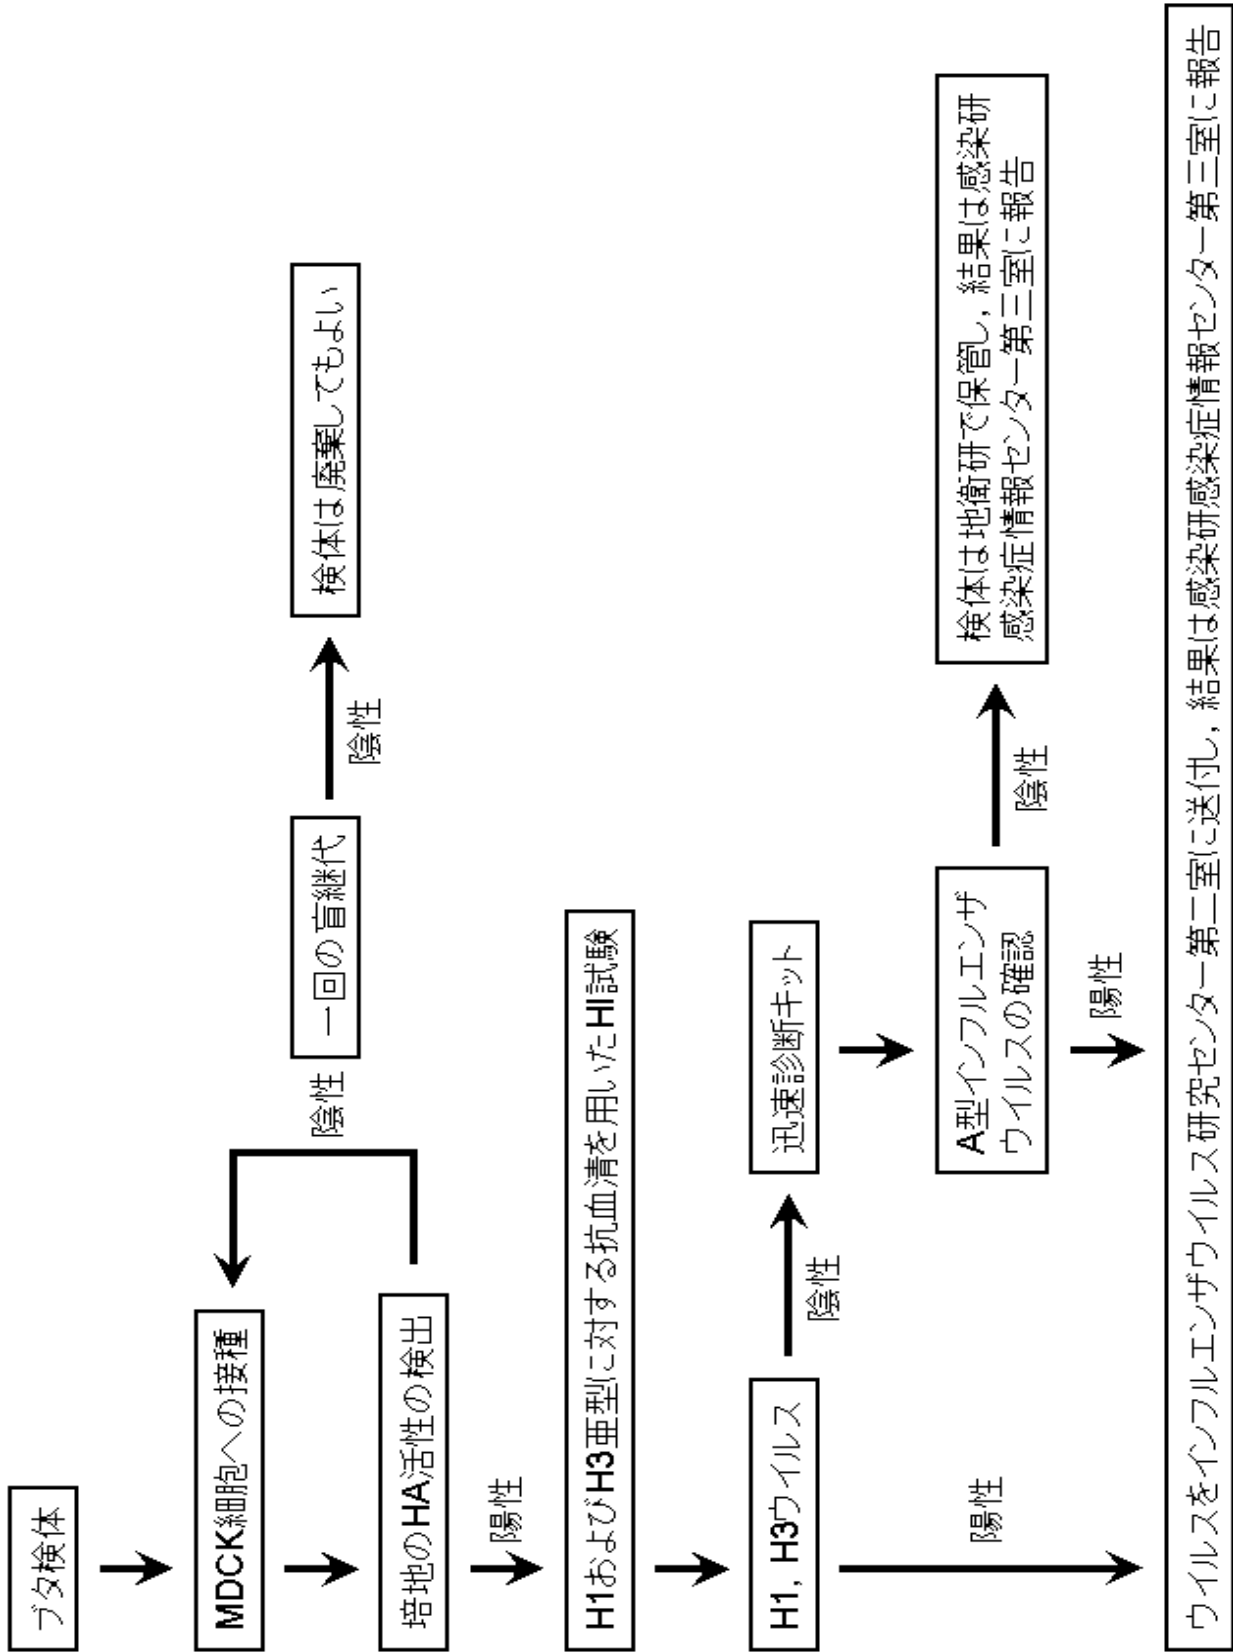 ブタ検体
MDCK細胞への接種
培地のHA活性の検出
陰性
一回の盲継代
陰性
検体は廃棄してもよい
陽性
H1およびH3亜型に対する抗血清を用いたHI試験
H1, H3ウイルス
陰性
迅速診断キット
A型インフルエンザ
ウイルスの確認
陰性
検体は地衛研で保管し, 結果は感染研
感染症情報センター第三室に報告
陽性
陽性
ウイルスをインフルエンザウイルス研究センター第二室に送付し, 結果は感染研感染症情報センター第三室に報告